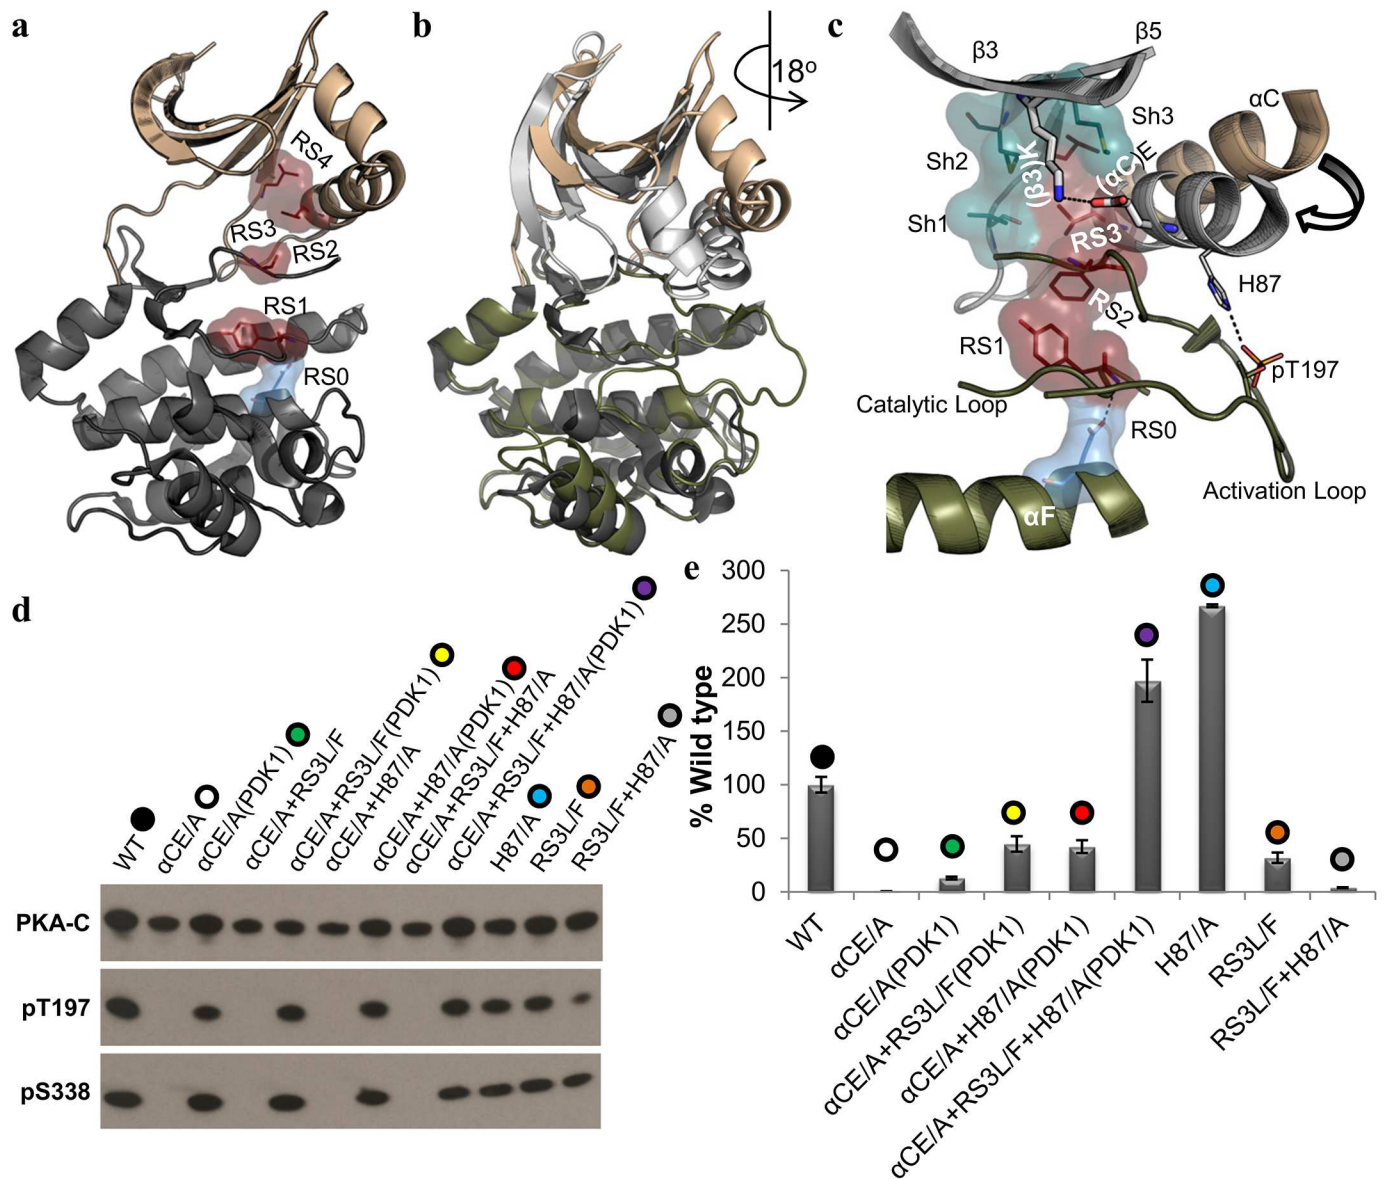 a
RS4
RS3
RS2
RS1
RS0
b
18º
c
β3
β5
αC
Sh3
Sh2
(β3)K
(αC)E
Sh1
RS3
H87
RS2
RS1
pT197
Catalytic Loop
RS0
Activation Loop
αF
d
WT
αCE/A
αCE/A(PDK1)
αCE/A+RS3L/F
αCE/A+RS3L/F(PDK1)
αCE/A+H87/A
αCE/A+H87/A(PDK1)
αCE/A+RS3L/F+H87/A
αCE/A+RS3L/F+H87/A(PDK1)
H87/A
RS3L/F
RS3L/F+H87/A
PKA-C
pT197
pS338
e
% Wild type
300
250
200
150
100
50
0
WT
αCE/A
αCE/A(PDK1)
αCE/A+RS3L/F(PDK1)
αCE/A+H87/A(PDK1)
αCE/A+RS3L/F+H87/A(PDK1)
H87/A
RS3L/F
RS3L/F+H87/A